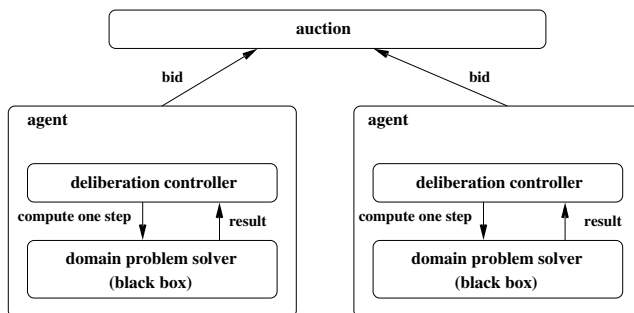 auction
bid
bid
agent
deliberation controller
compute one step
result
domain problem solver
(black box)
agent
deliberation controller
compute one step
result
domain problem solver
(black box)